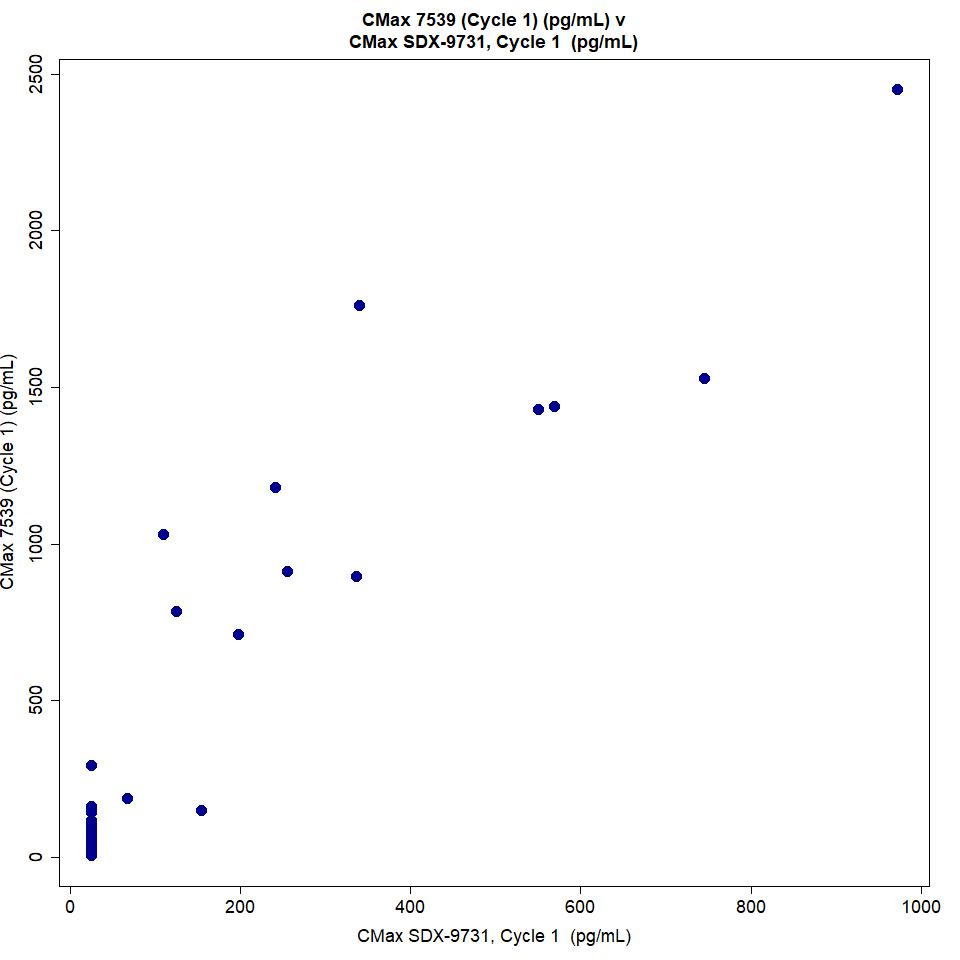 CMax 7539 (Cycle 1) (pg/mL) v
CMax SDX-9731, Cycle 1  (pg/mL)
CMax 7539 (Cycle 1) (pg/mL)
2500
2000
1500
1000
500
0
0 200 400 600 800 1000
CMax SDX-9731, Cycle 1  (pg/mL)